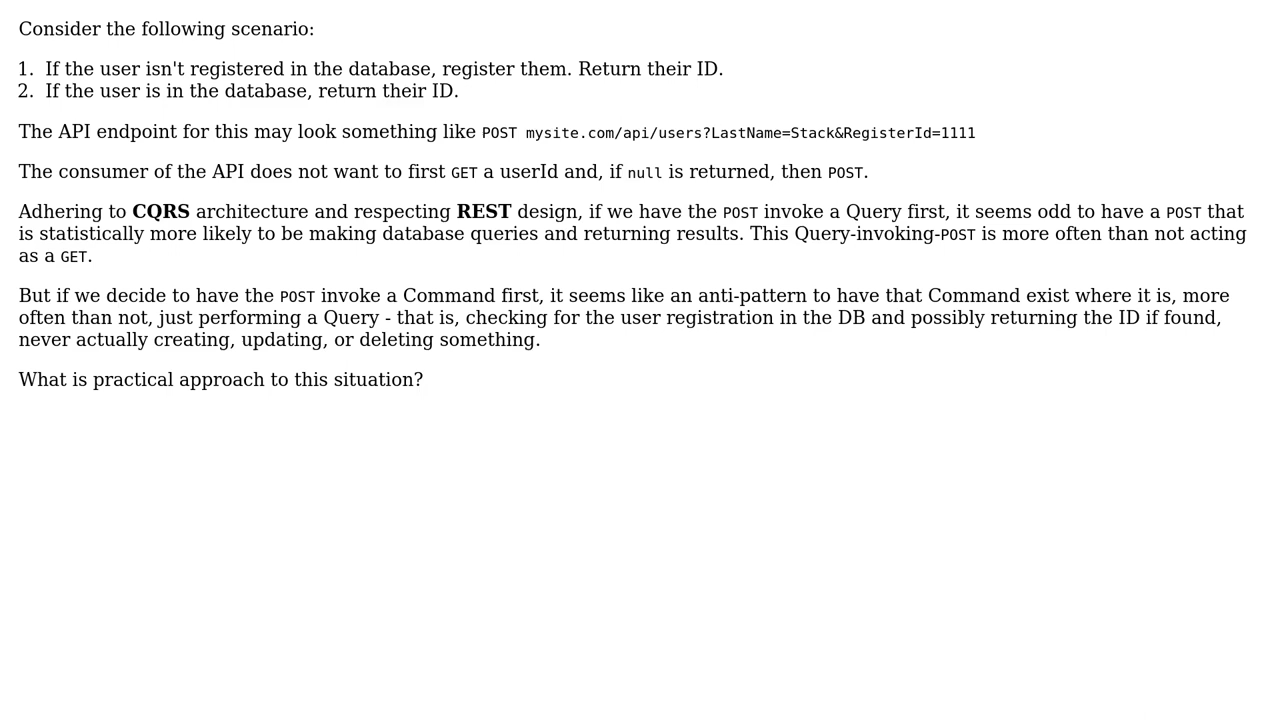 Consider the following scenario:
1. If the user isn't registered in the database, register them. Return their ID.
2. If the user is in the database, return their ID.
The API endpoint for this may look something like POST mysite.com/api/users?LastName=Stack&RegisterId=1111
The consumer of the API does not want to first GET a userId and, if null is returned, then POST.
Adhering to CQRS architecture and respecting REST design, if we have the POST invoke a Query first, it seems odd to have a POST that
is statistically more likely to be making database queries and returning results. This Query-invoking-POST is more often than not acting
as a GET.
But if we decide to have the POST invoke a Command first, it seems like an anti-pattern to have that Command exist where it is, more
often than not, just performing a Query - that is, checking for the user registration in the DB and possibly returning the ID if found,
never actually creating, updating, or deleting something.
What is practical approach to this situation?